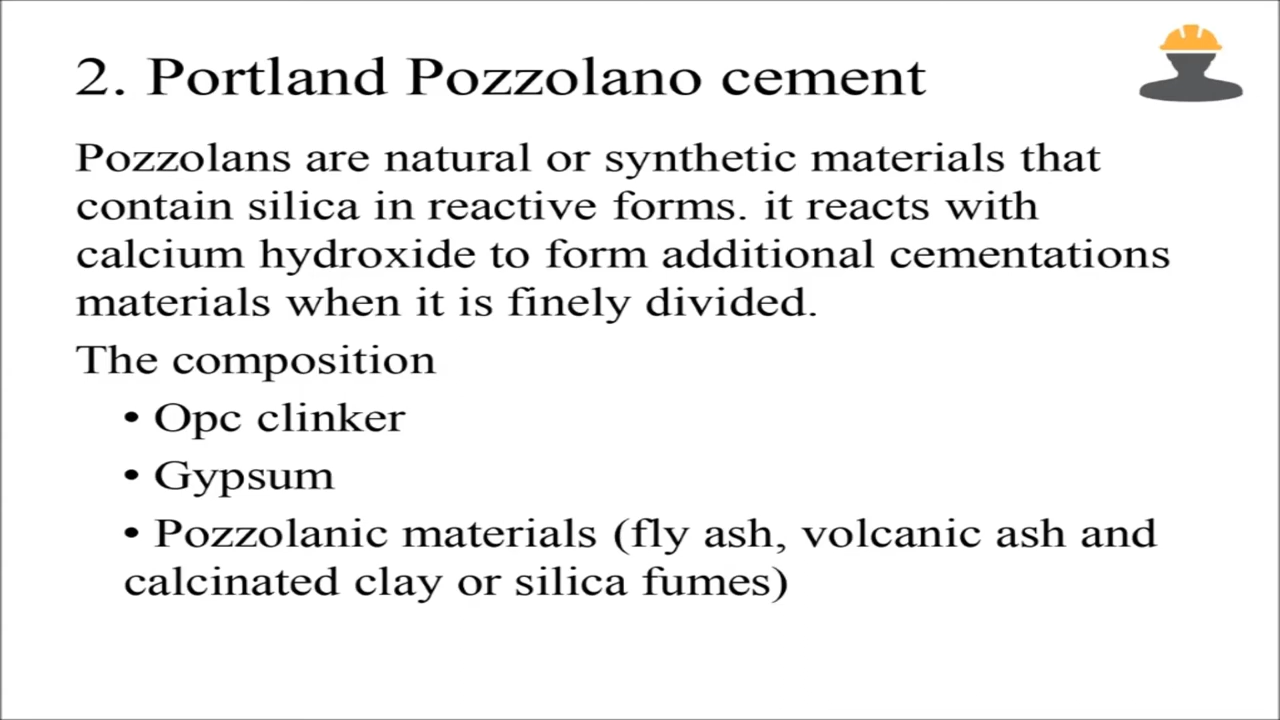 2. Portland Pozzolano cement
Pozzolans are natural or synthetic materials that
contain silica in reactive forms. it reacts with
calcium hydroxide to form additional cementations
materials when it is finely divided.
The composition
• Opc clinker
• Gypsum
• Pozzolanic materials (fly ash, volcanic ash and
calcinated clay or silica fumes)